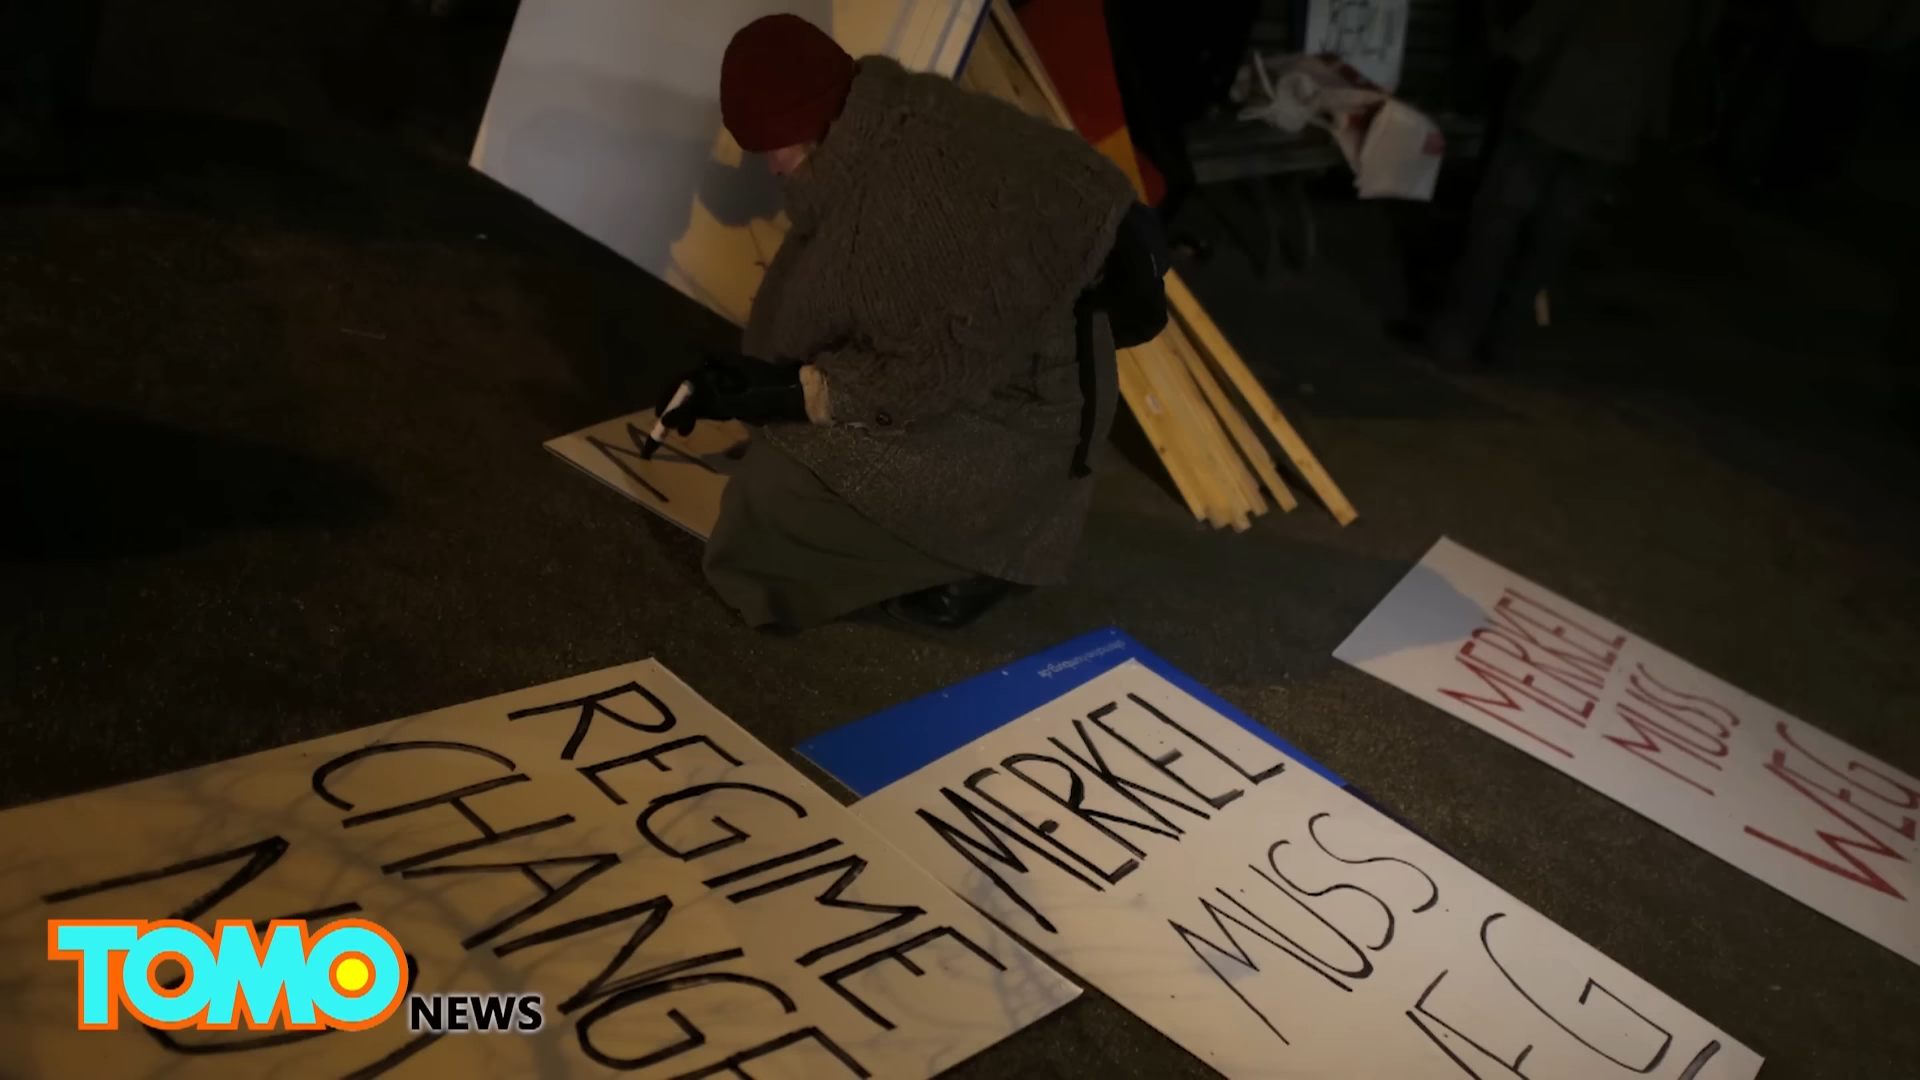 REGIME
CHANGE
MERKEL
MUSS
MERKEL
MUSS
WEG
TOMO
NEWS